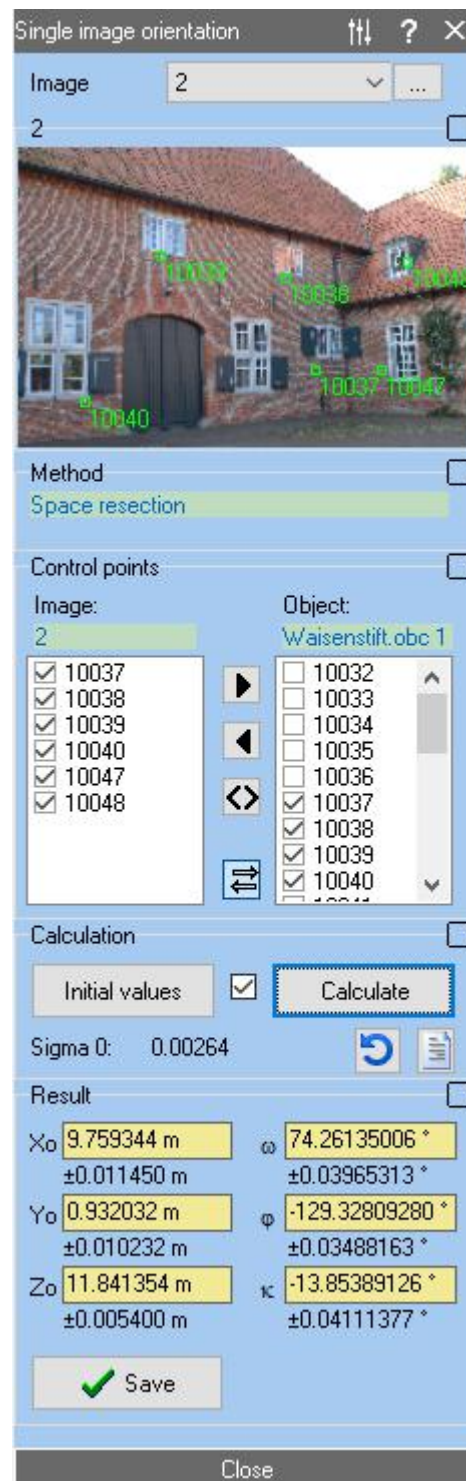 Single image orientation ?
Image 2 ...
2
10039
10038
10048
10037 10047
10040
Method
Space resection
Control points
Image: Object:
2 Waisenstift.obc 1
10037
10038
10039
10040
10047
10048
10032
10033
10034
10035
10036
10037
10038
10039
10040
Calculation
Initial values Calculate
Sigma 0: 0.00264
Result
Xo 9.759344 m ω 74.26135006 °
±0.011450 m ±0.03965313 °
Yo 0.932032 m φ -129.32809280 °
±0.010232 m ±0.03488163 °
Zo 11.841354 m κ -13.85389126 °
±0.005400 m ±0.04111377 °
Save
Close